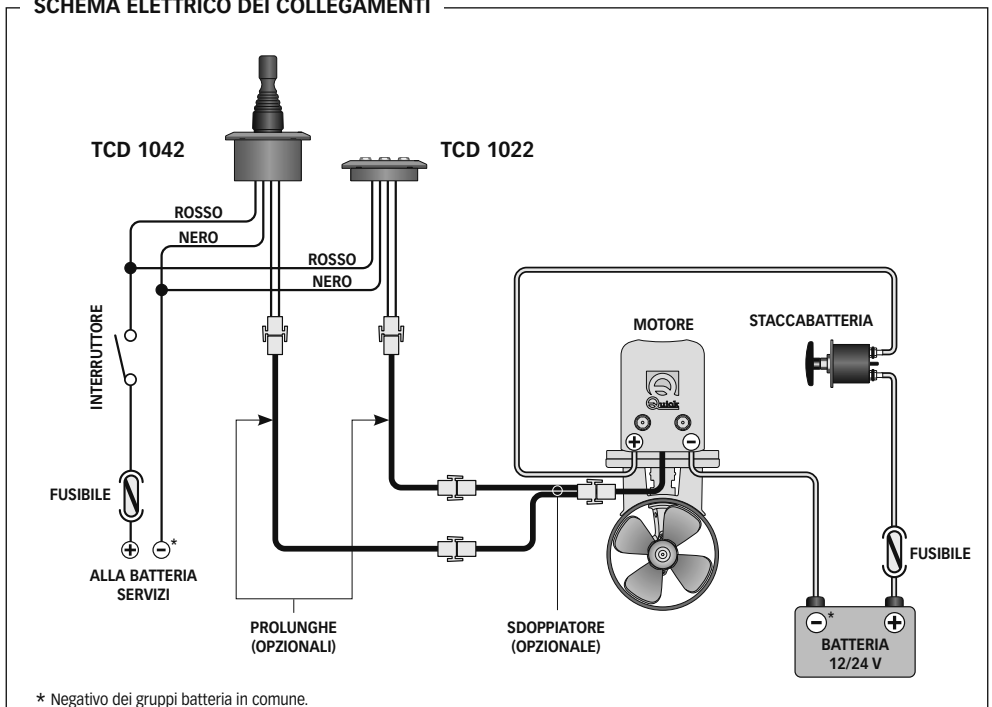 SCHEMA ELETTRICO DEI COLLEGAMENTI
TCD 1042
TCD 1022
ROSSO
NERO
ROSSO
NERO
INTERRUTTORE
MOTORE
STACCABATTERIA
Quick
+
-
FUSIBILE
+
- *
ALLA BATTERIA
SERVIZI
FUSIBILE
PROLUNGHE
(OPZIONALI)
SDOPPIATORE
(OPZIONALE)
- *
+
BATTERIA
12/24 V
* Negativo dei gruppi batteria in comune.